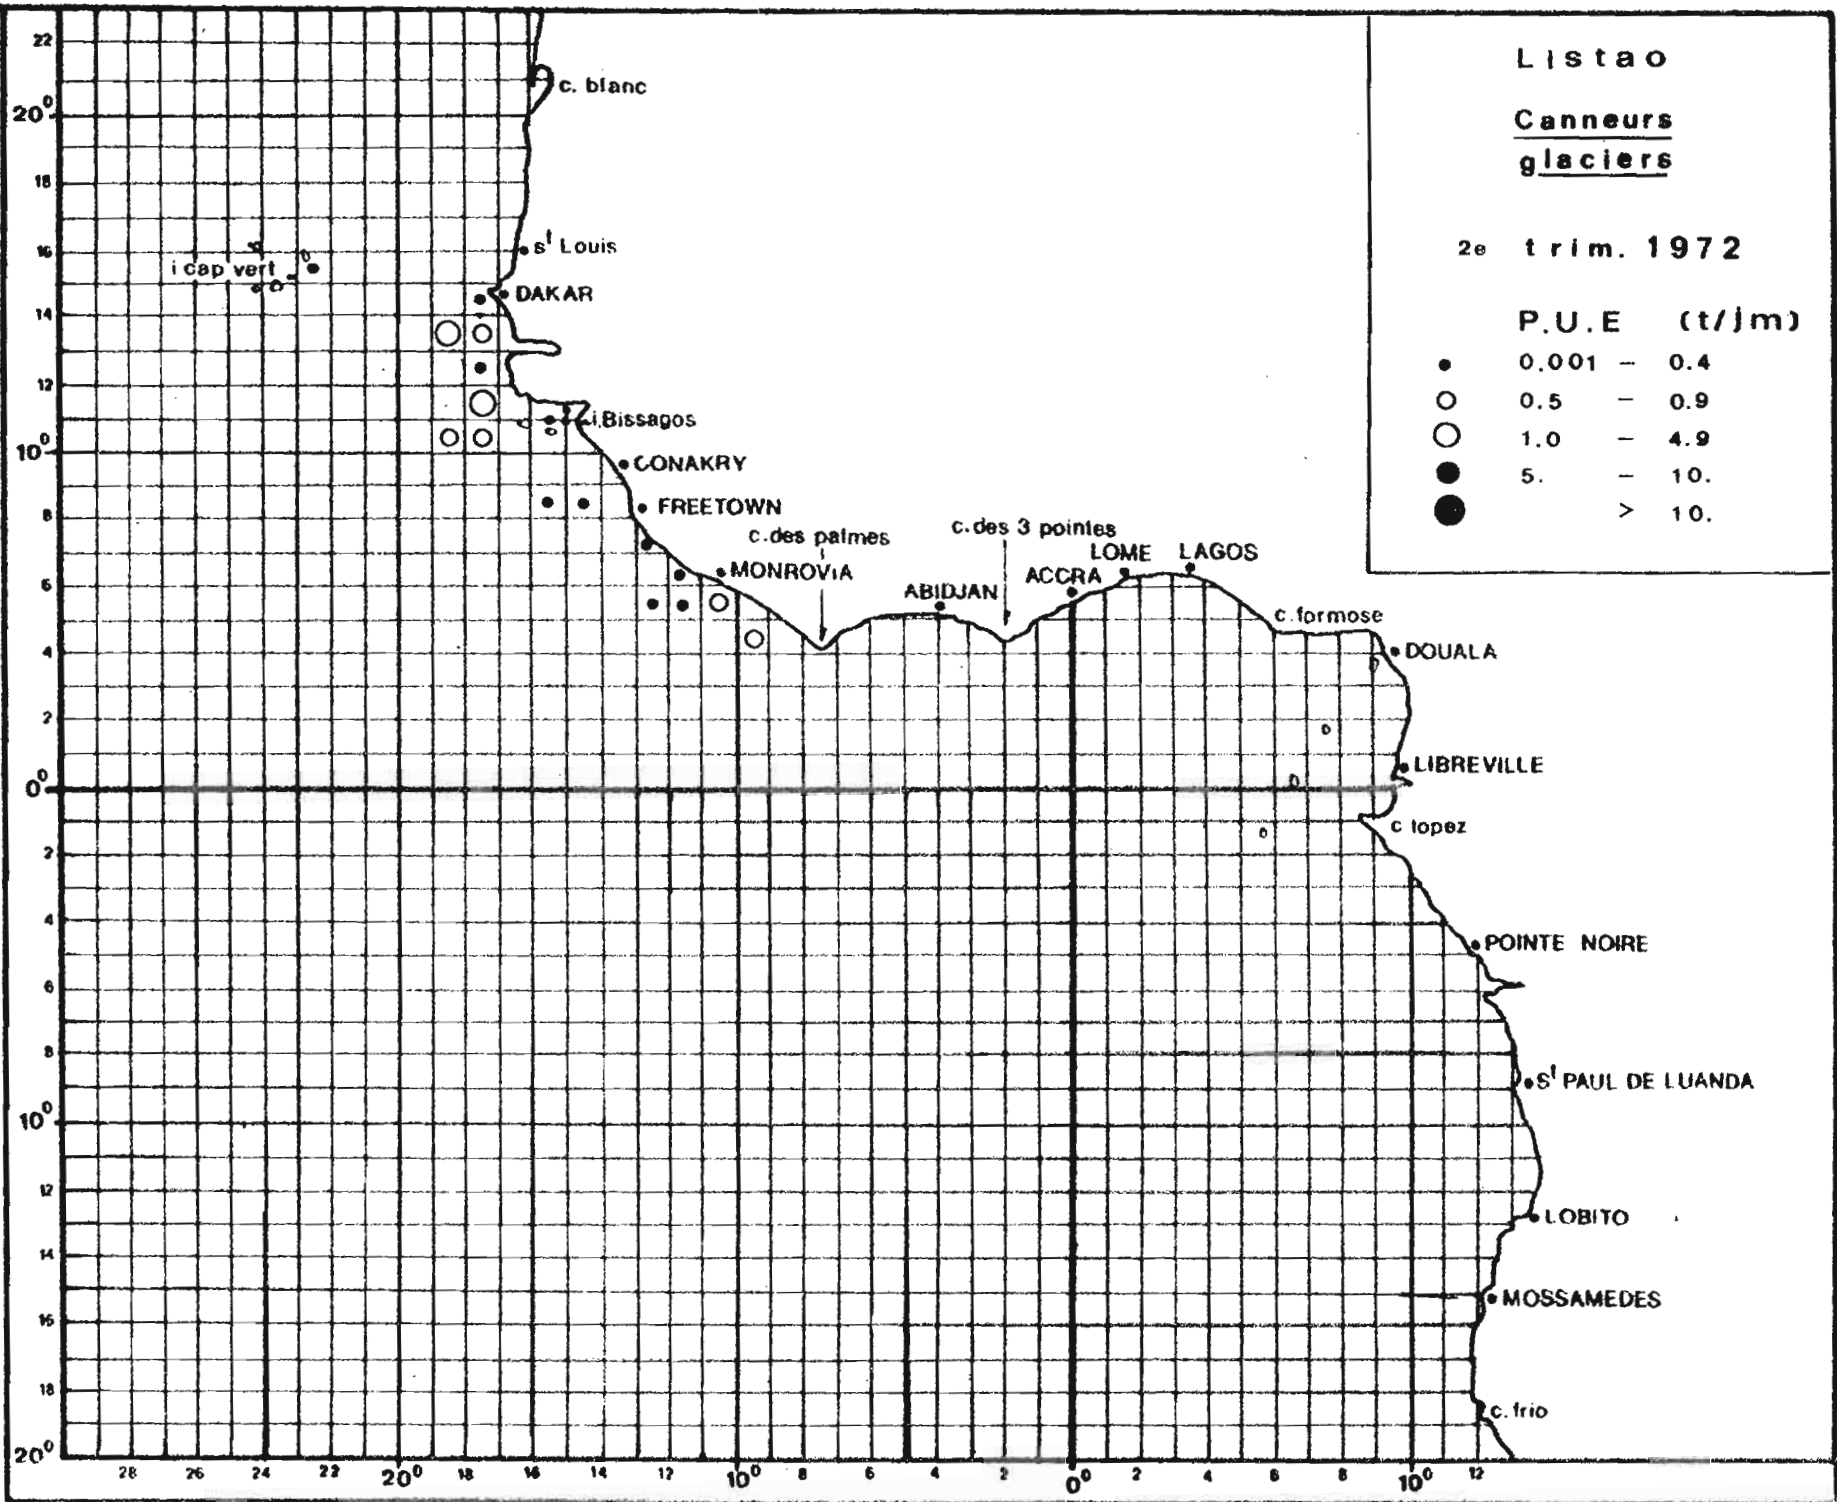 Listao
Canneurs
glaciers
2e trim. 1972
P.U.E (t/jm)
0.001 - 0.4
0.5 - 0.9
1.0 - 4.9
5. - 10.
> 10.
22
20°
18
16
14
12
10°
8
6
4
2
0°
2
4
6
8
10°
12
14
16
18
20°
c. blanc
st Louis
i cap vert
DAKAR
i.Bissagos
CONAKRY
FREETOWN
c.des palmes
c.des 3 pointes
MONROVIA
ABIDJAN
ACCRA
LOME
LAGOS
c.formose
DOUALA
LIBREVILLE
c lopez
POINTE NOIRE
St PAUL DE LUANDA
LOBITO
MOSSAMEDES
c. frio
28 26 24 22 20° 18 16 14 12 10° 8 6 4 2 0° 2 4 6 8 10° 12